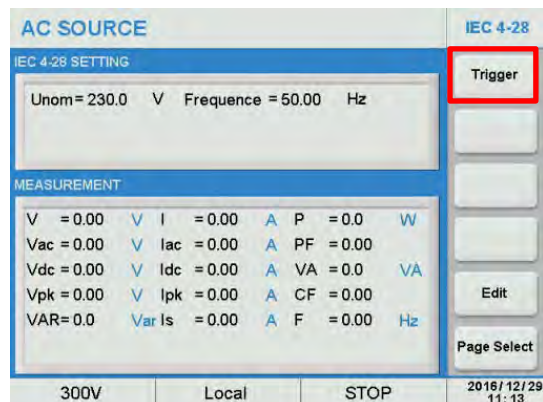 AC SOURCE
IEC 4-28
IEC 4-28 SETTING
Unom= 230.0 V Frequence = 50.00 Hz
Trigger
MEASUREMENT
V = 0.00 V I = 0.00 A P = 0.0 W
Vac = 0.00 V Iac = 0.00 A PF = 0.00
Vdc = 0.00 V Idc = 0.00 A VA = 0.0 VA
Vpk = 0.00 V Ipk = 0.00 A CF = 0.00
VAR= 0.0 Var Is = 0.00 A F = 0.00 Hz
Edit
Page Select
300V Local STOP
2016/12/29
11:13